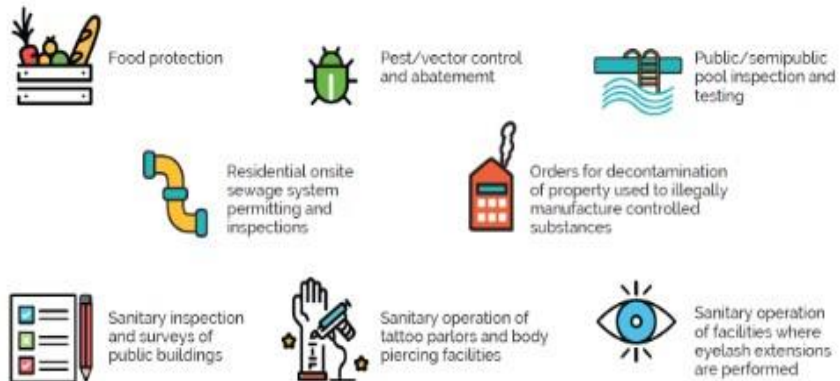 Food protection
Pest/vector control
and abatememt
Public/semipublic
pool inspection and
testing
Residential onsite
sewage system
permitting and
inspections
Orders for decontamination
of property used to illegally
manufacture controlled
substances
Sanitary inspection
and surveys of
public buildings
Sanitary operation of
tattoo parlors and body
piercing facilities
Sanitary operation
of facilities where
eyelash extensions
are performed